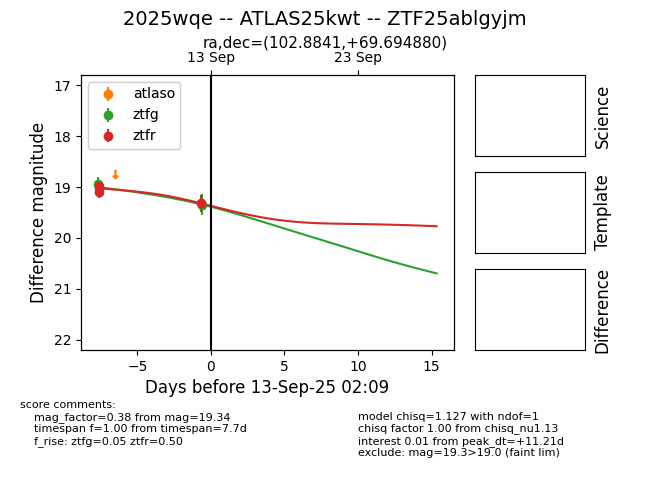 2025wqe -- ATLAS25kwt -- ZTF25ablgyjm
ra,dec=(102.8841,+69.694880)
13 Sep
23 Sep
17
18
19
20
21
22
Difference magnitude
atlaso
ztfg
ztfr
−5
0
5
10
15
Days before 13-Sep-25 02:09
Science
Template
Difference
score comments:
mag_factor=0.38 from mag=19.34
timespan f=1.00 from timespan=7.7d
f_rise: ztfg=0.05 ztfr=0.50
model chisq=1.127 with ndof=1
chisq factor 1.00 from chisq_nu1.13
interest 0.01 from peak_dt=+11.21d
exclude: mag=19.3>19.0 (faint lim)